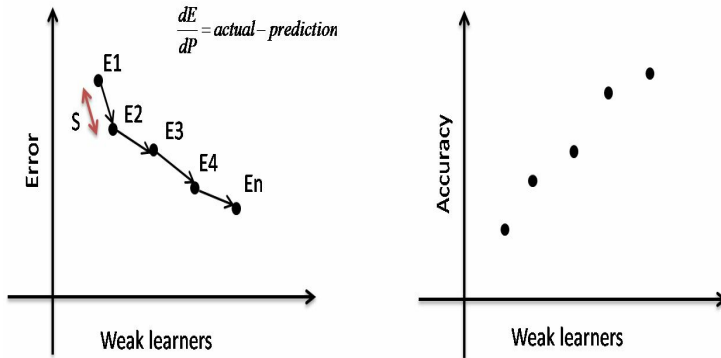 dE
dP = actual - prediction
E1
S
E2
E3
E4
En
Error
Weak learners
Accuracy
Weak learners